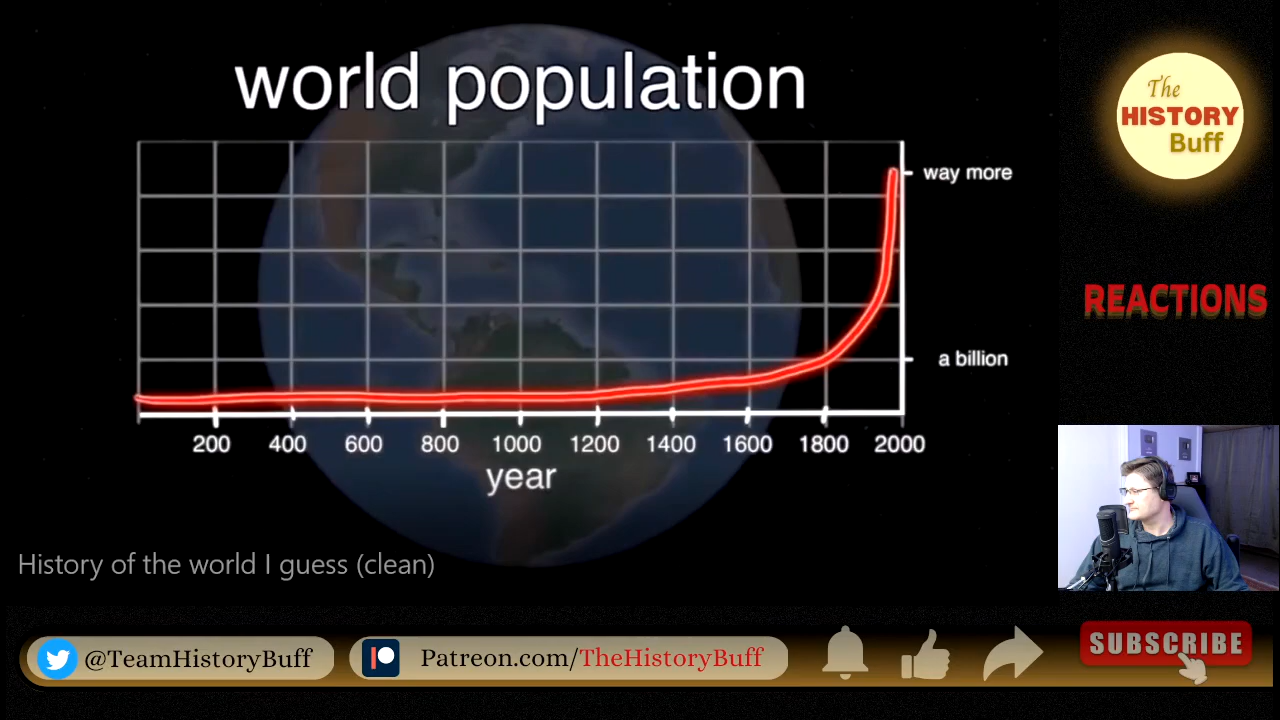 world population
way more
a billion
200 400 600 800 1000 1200 1400 1600 1800 2000
year
History of the world I guess (clean)
The
HISTORY
Buff
REACTIONS
@TeamHistoryBuff
Patreon.com/TheHistoryBuff
SUBSCRIBE